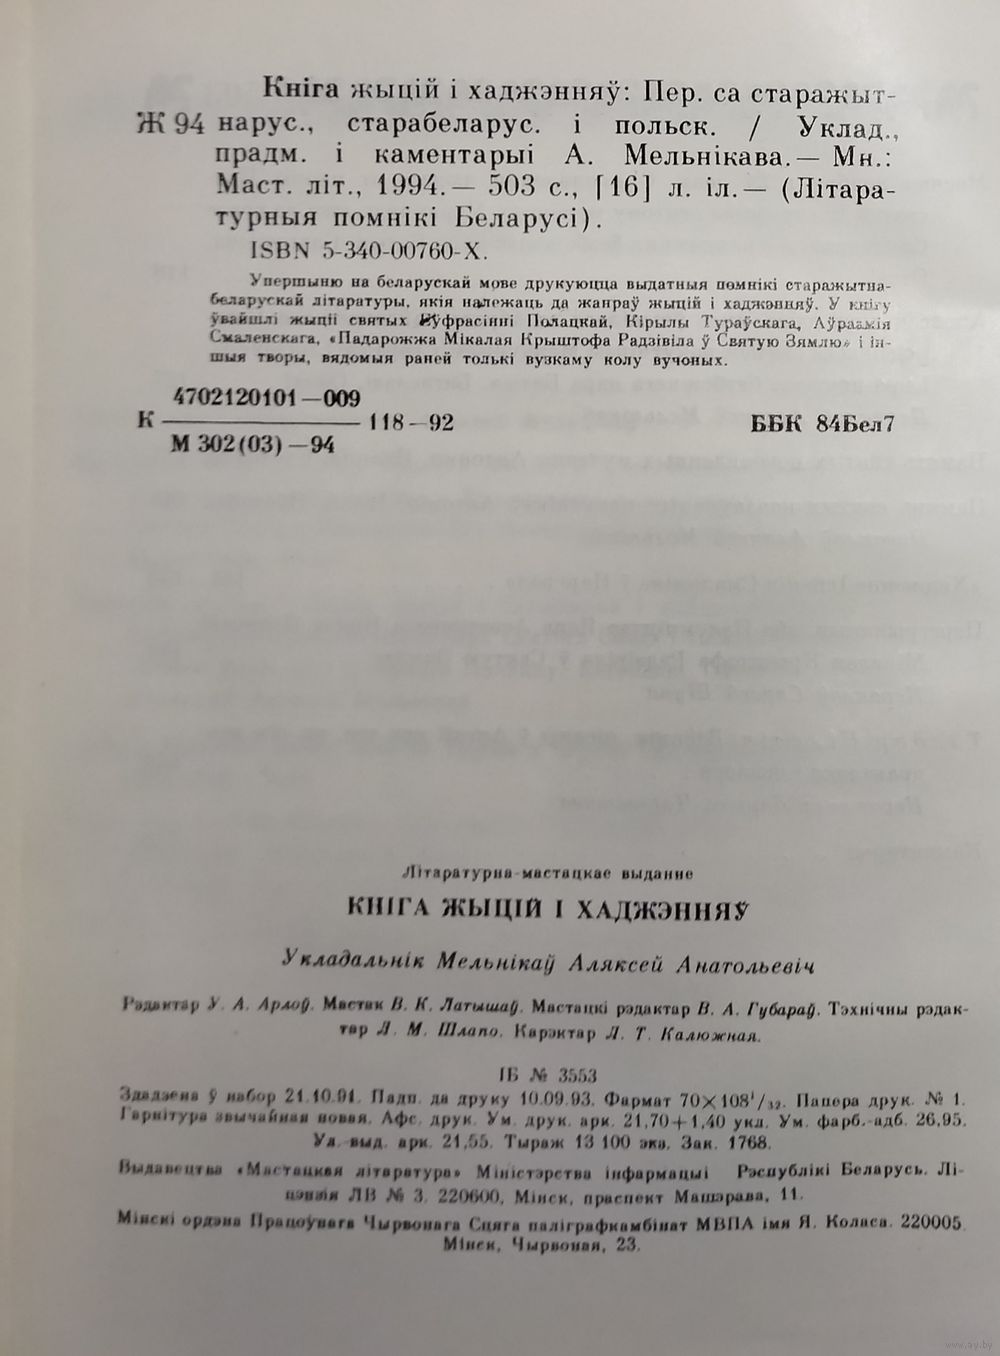 Кніга жыцій і хаджэнняў: Пер. са старажыт-
Ж 94 нарус., старабеларус. і польск. / Уклад.,
прадм. і каментарыі А. Мельнікава.— Мн.:
Маст. літ., 1994.— 503 с., [16] л. іл.— (Літара-
турныя помнікі Беларусі).
ISBN 5-340-00760-X.
Упершыню на беларускай мове друкуюцца выдатныя помнікі старажытна-
беларускай літаратуры, якія належаць да жанраў жыцій і хаджэнняў. У кнігу
ўвайшлі жыціі святых Еўфрасінні Полацкай, Кірылы Тураўскага, Аўраамія
Смаленскага, «Падарожжа Мікалая Крыштофа Радзівіла ў Святую Зямлю» і ін-
шыя творы, вядомыя раней толькі вузкаму колу вучоных.
4702120101—009
К 118—92
М 302(03)—94
ББК 84Бел7
Літаратурна-мастацкае выданне
КНІГА ЖЫЦІЙ І ХАДЖЭННЯЎ
Укладальнік Мельнікаў Аляксей Анатольевіч
Рэдактар У. А. Арлоў. Мастак В. К. Латышаў. Мастацкі рэдактар В. А. Губараў. Тэхнічны рэдак-
тар Л. М. Шлапо. Карэктар Л. Т. Калюжная.
ІБ № 3553
Здадзена ў набор 21.10.91. Падп. да друку 10.09.93. Фармат 70×108¹/₃₂. Папера друк. № 1.
Гарнітура звычайная новая. Афс. друк. Ум. друк. арк. 21,70+1,40 укл. Ум. фарб.-адб. 26,95.
Ул.-выд. арк. 21,55. Тыраж 13 100 экз. Зак. 1768.
Выдавецтва «Мастацкая літаратура» Міністэрства інфармацыі Рэспублікі Беларусь. Лі-
цэнзія ЛВ № 3. 220600, Мінск, праспект Машэрава, 11.
Мінскі ордэна Працоўнага Чырвонага Сцяга паліграфкамбінат МВПА імя Я. Коласа. 220005.
Мінск, Чырвоная, 23.
www.ay.by